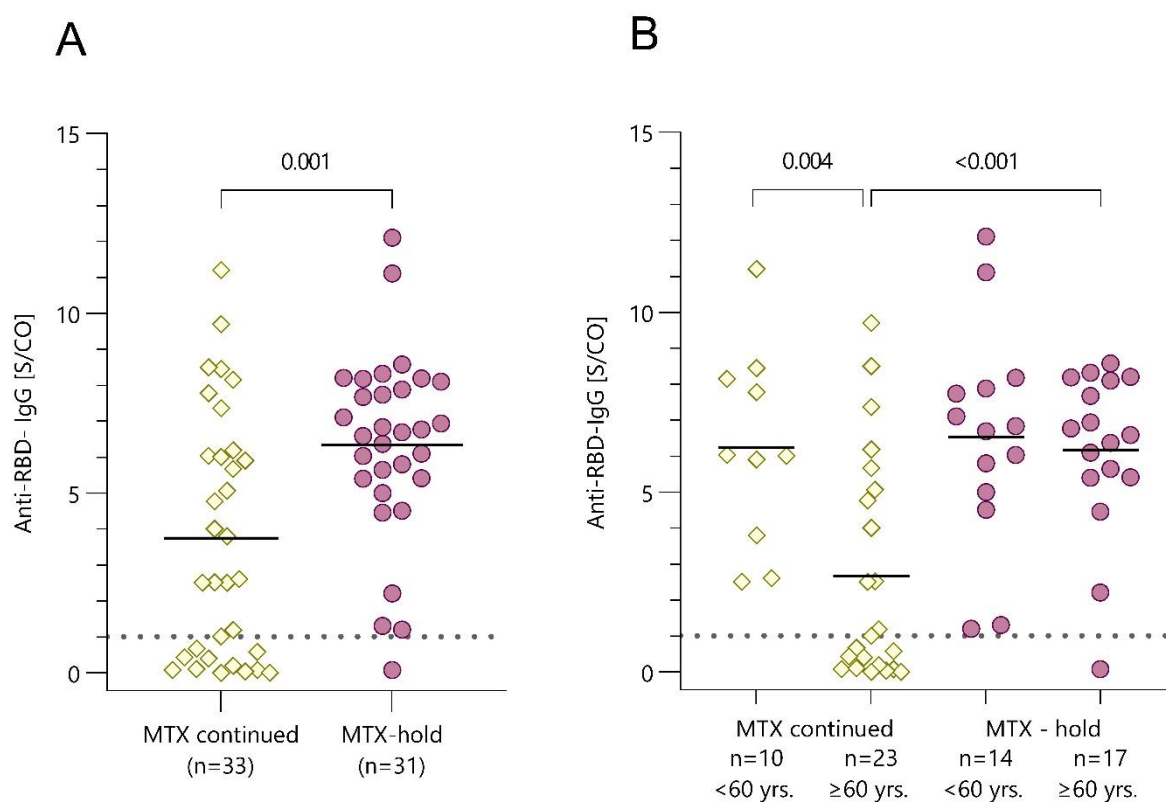 A
Anti-RBD- IgG [S/CO]
15
10
5
0
0.001
MTX continued
(n=33)
MTX-hold
(n=31)
B
Anti-RBD-IgG [S/CO]
15
10
5
0
0.004
<0.001
MTX continued
MTX - hold
n=10
n=23
n=14
n=17
<60 yrs.
≥60 yrs.
<60 yrs.
≥60 yrs.